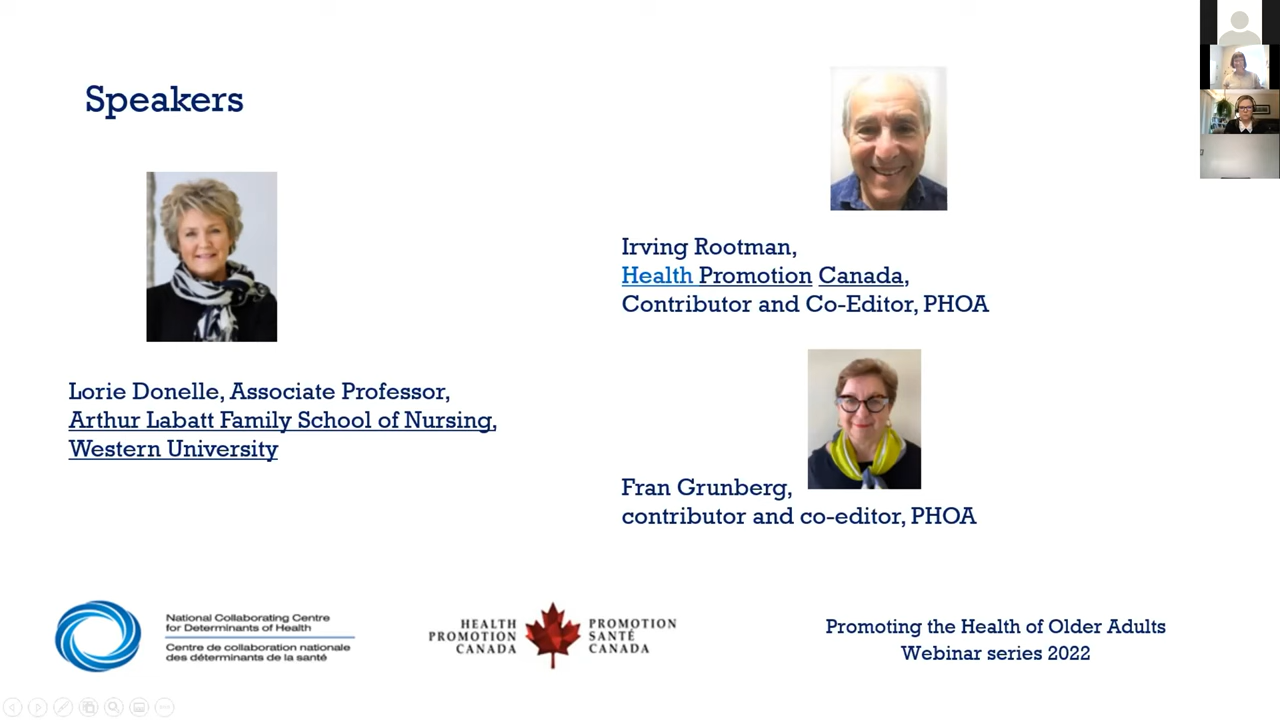 Speakers
Lorie Donelle, Associate Professor,
Arthur Labatt Family School of Nursing,
Western University
Irving Rootman,
Health Promotion Canada,
Contributor and Co-Editor, PHOA
Fran Grunberg,
contributor and co-editor, PHOA
National Collaborating Centre
for Determinants of Health
Centre de collaboration nationale
des déterminants de la santé
HEALTH
PROMOTION
CANADA
PROMOTION
SANTÉ
CANADA
Promoting the Health of Older Adults
Webinar series 2022